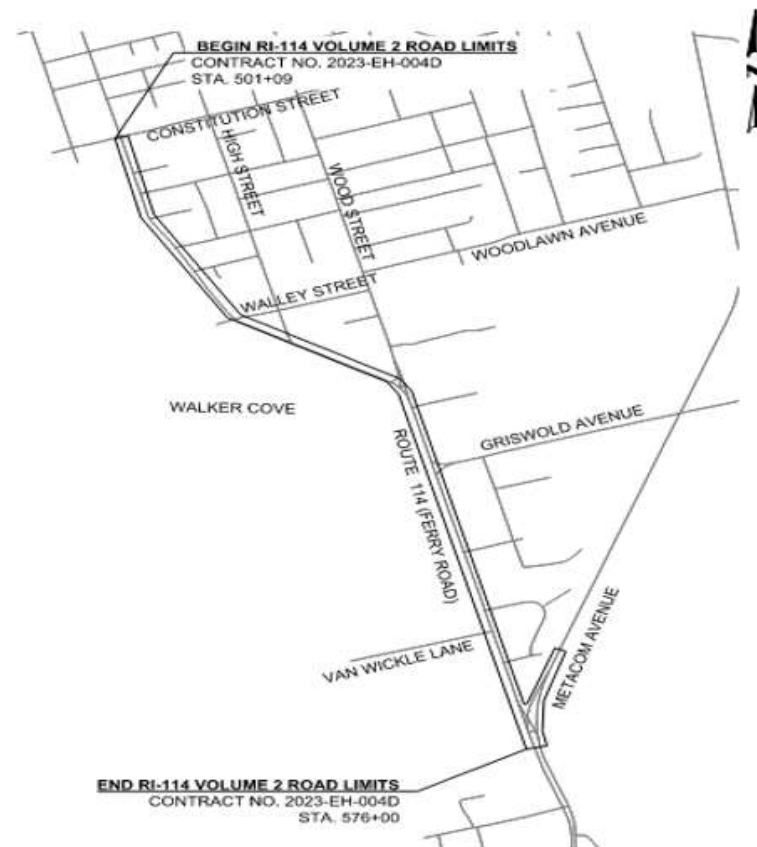 BEGIN RI-114 VOLUME 2 ROAD LIMITS
CONTRACT NO. 2023-EH-004D
STA. 501+09
CONSTITUTION STREET
HIGH STREET
WOOD STREET
WOODLAWN AVENUE
WALLEY STREET
WALKER COVE
GRISWOLD AVENUE
ROUTE 114 (FERRY ROAD)
VAN WICKLE LANE
METACOM AVENUE
END RI-114 VOLUME 2 ROAD LIMITS
CONTRACT NO. 2023-EH-004D
STA. 576+00